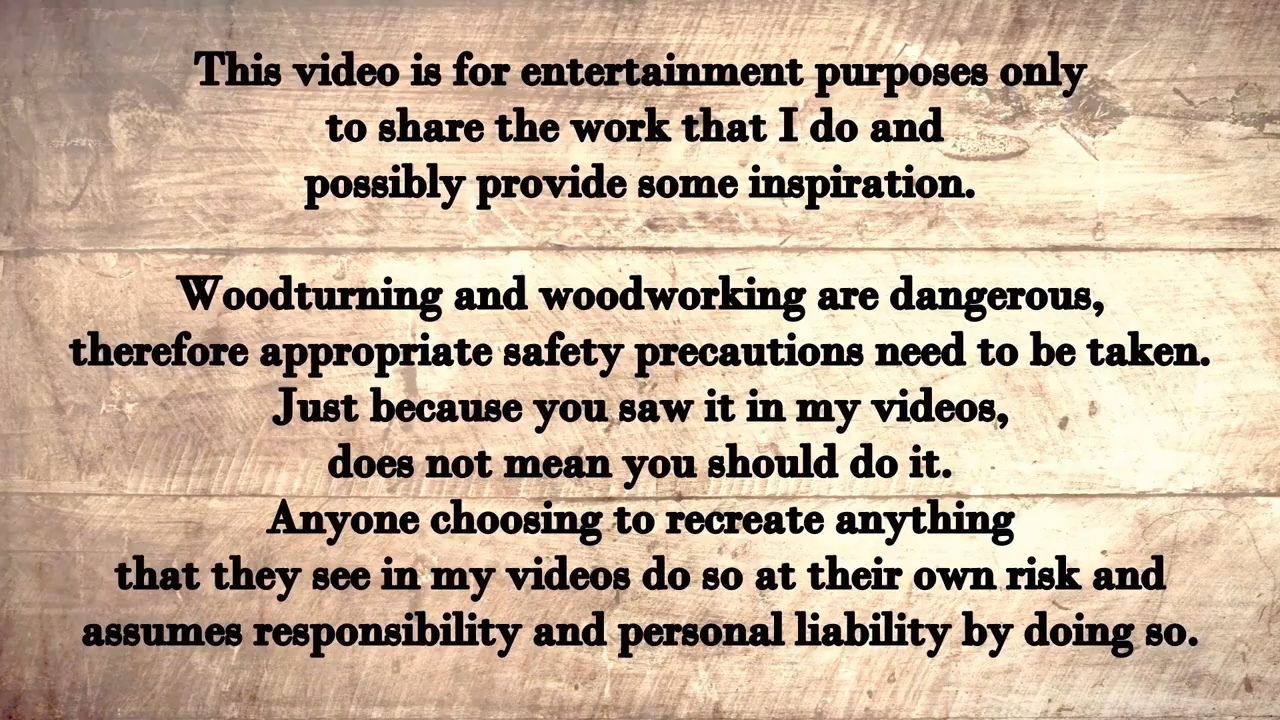 This video is for entertainment purposes only
to share the work that I do and
possibly provide some inspiration.
Woodturning and woodworking are dangerous,
therefore appropriate safety precautions need to be taken.
Just because you saw it in my videos,
does not mean you should do it.
Anyone choosing to recreate anything
that they see in my videos do so at their own risk and
assumes responsibility and personal liability by doing so.